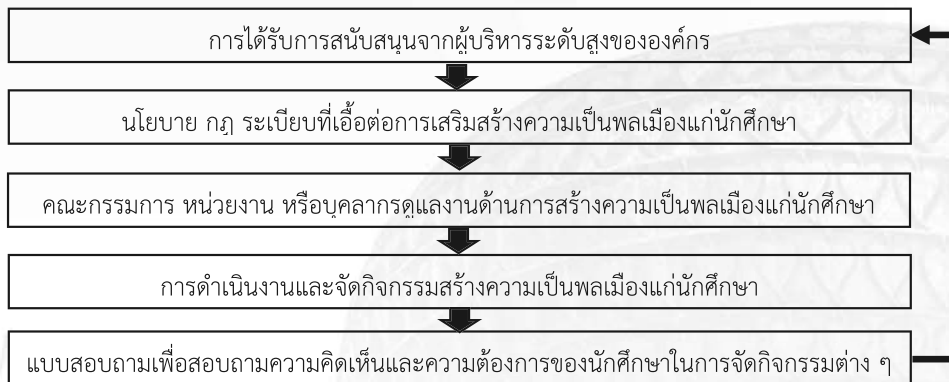 การได้รับการสนับสนุนจากผู้บริหารระดับสูงขององค์กร
นโยบาย กฎ ระเบียบที่เอื้อต่อการเสริมสร้างความเป็นพลเมืองแก่นักศึกษา
คณะกรรมการ หน่วยงาน หรือบุคลากรดูแลงานด้านการสร้างความเป็นพลเมืองแก่นักศึกษา
การดำเนินงานและจัดกิจกรรมสร้างความเป็นพลเมืองแก่นักศึกษา
แบบสอบถามเพื่อสอบถามความคิดเห็นและความต้องการของนักศึกษาในการจัดกิจกรรมต่าง ๆ